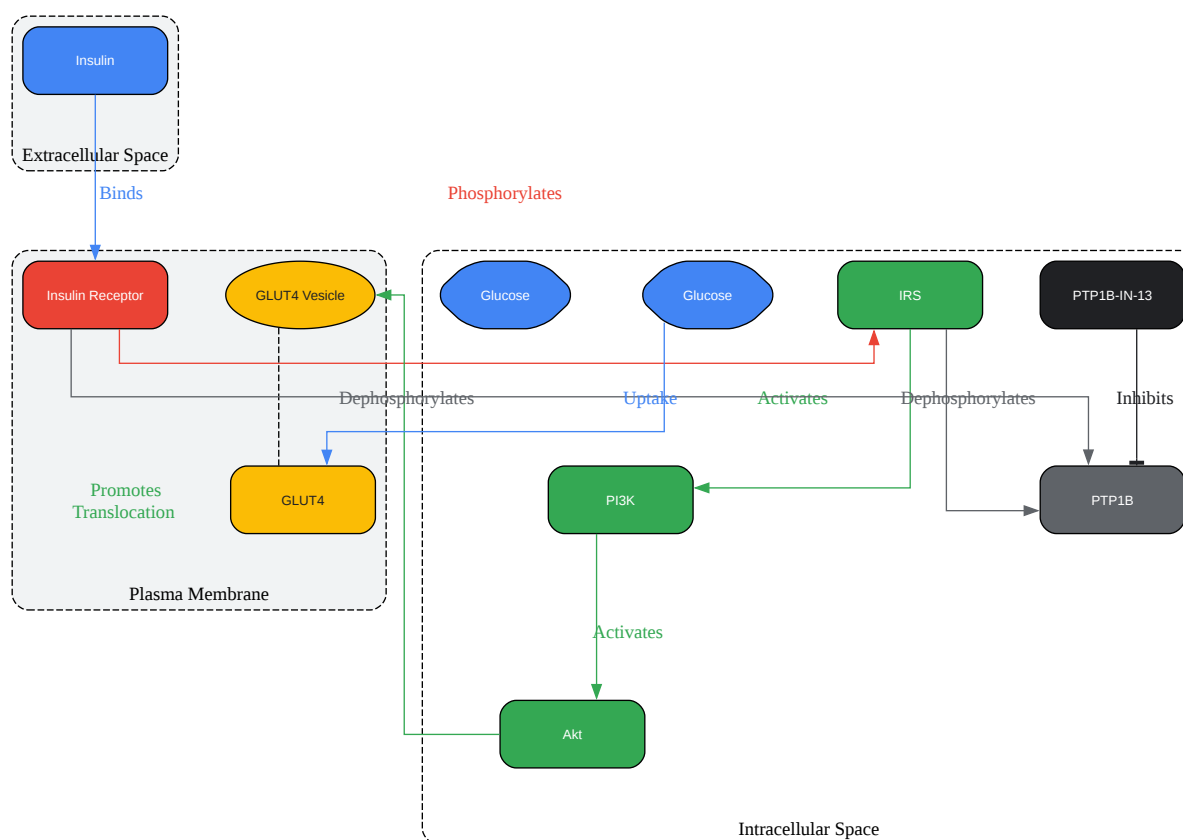 Insulin
Extracellular Space
Binds
Phosphorylates
Insulin Receptor
GLUT4 Vesicle
Glucose
Glucose
IRS
PTP1B-IN-13
Dephosphorylates
Uptake
Activates
Dephosphorylates
Inhibits
Promotes
Translocation
GLUT4
PI3K
PTP1B
Plasma Membrane
Activates
Akt
Intracellular Space